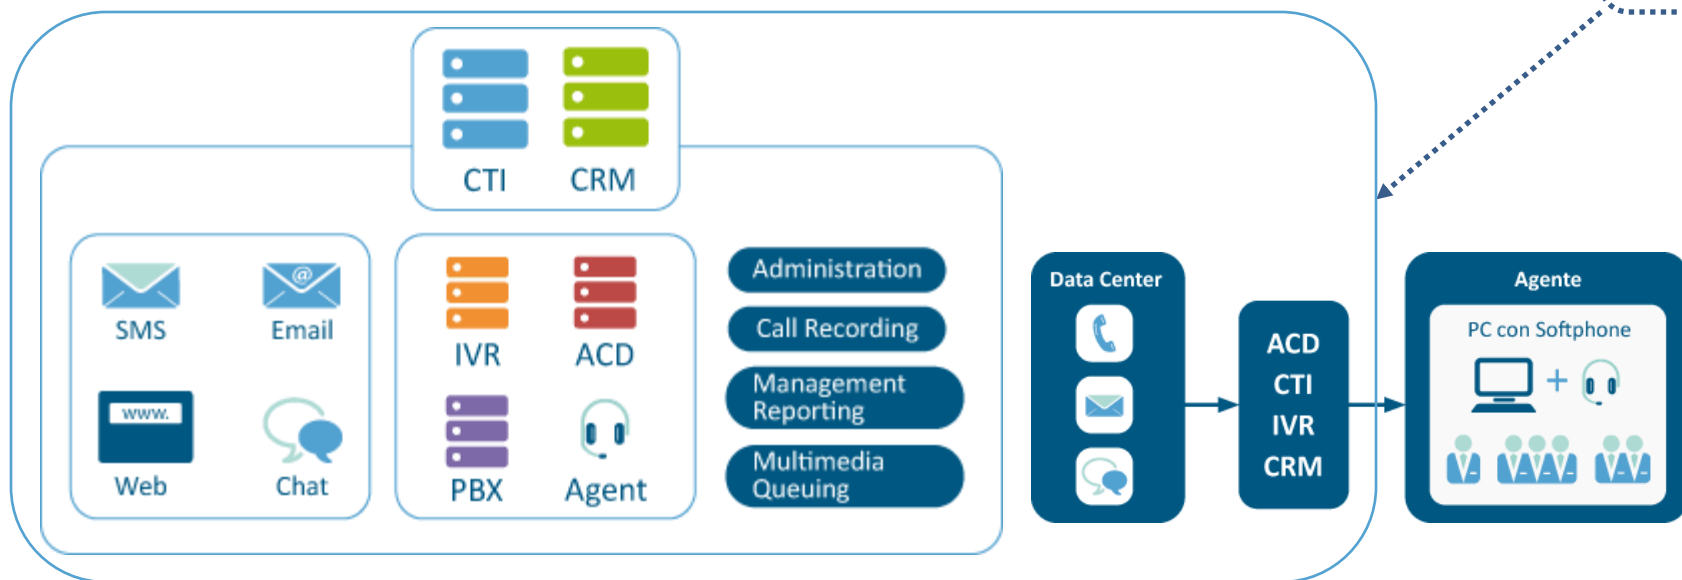 CTI
CRM
SMS
Email
www.
Web
Chat
IVR
ACD
PBX
Agent
Administration
Call Recording
Management
Reporting
Multimedia
Queuing
Data Center
ACD
CTI
IVR
CRM
Agente
PC con Softphone
+
@